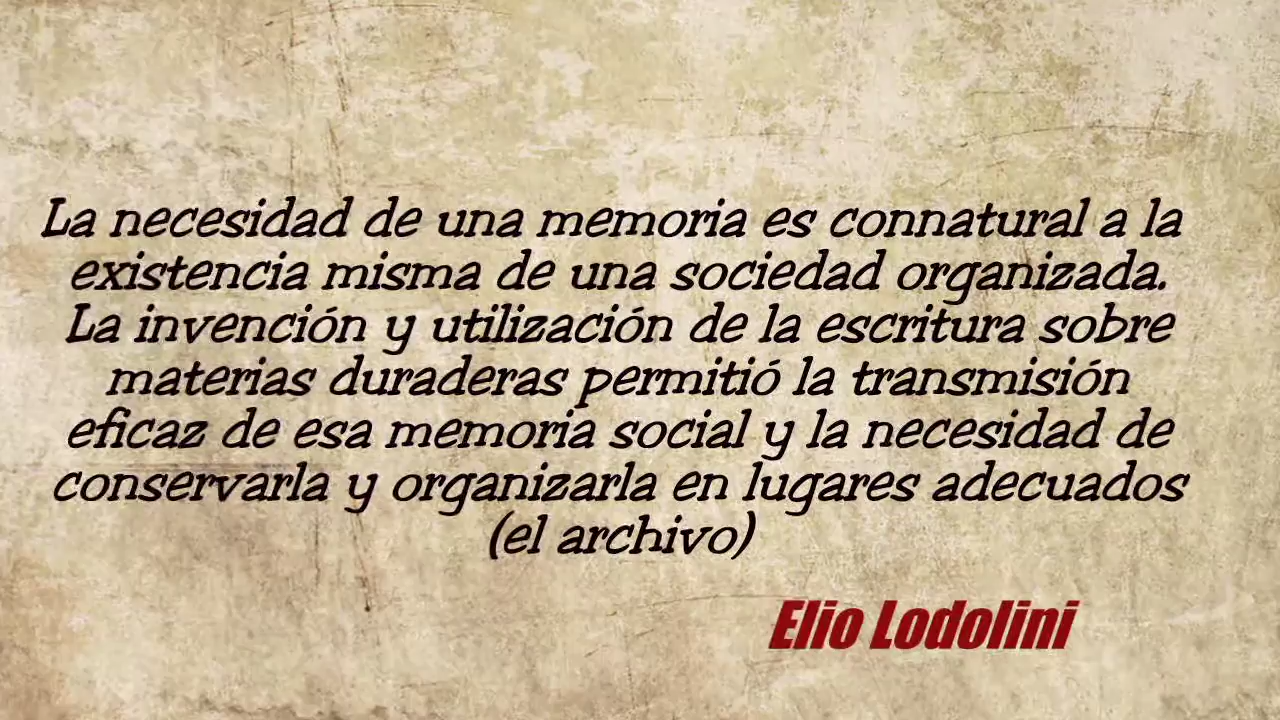 La necesidad de una memoria es connatural a la
existencia misma de una sociedad organizada.
La invención y utilización de la escritura sobre
materias duraderas permitió la transmisión
eficaz de esa memoria social y la necesidad de
conservarla y organizarla en lugares adecuados
(el archivo)
Elio Lodolini